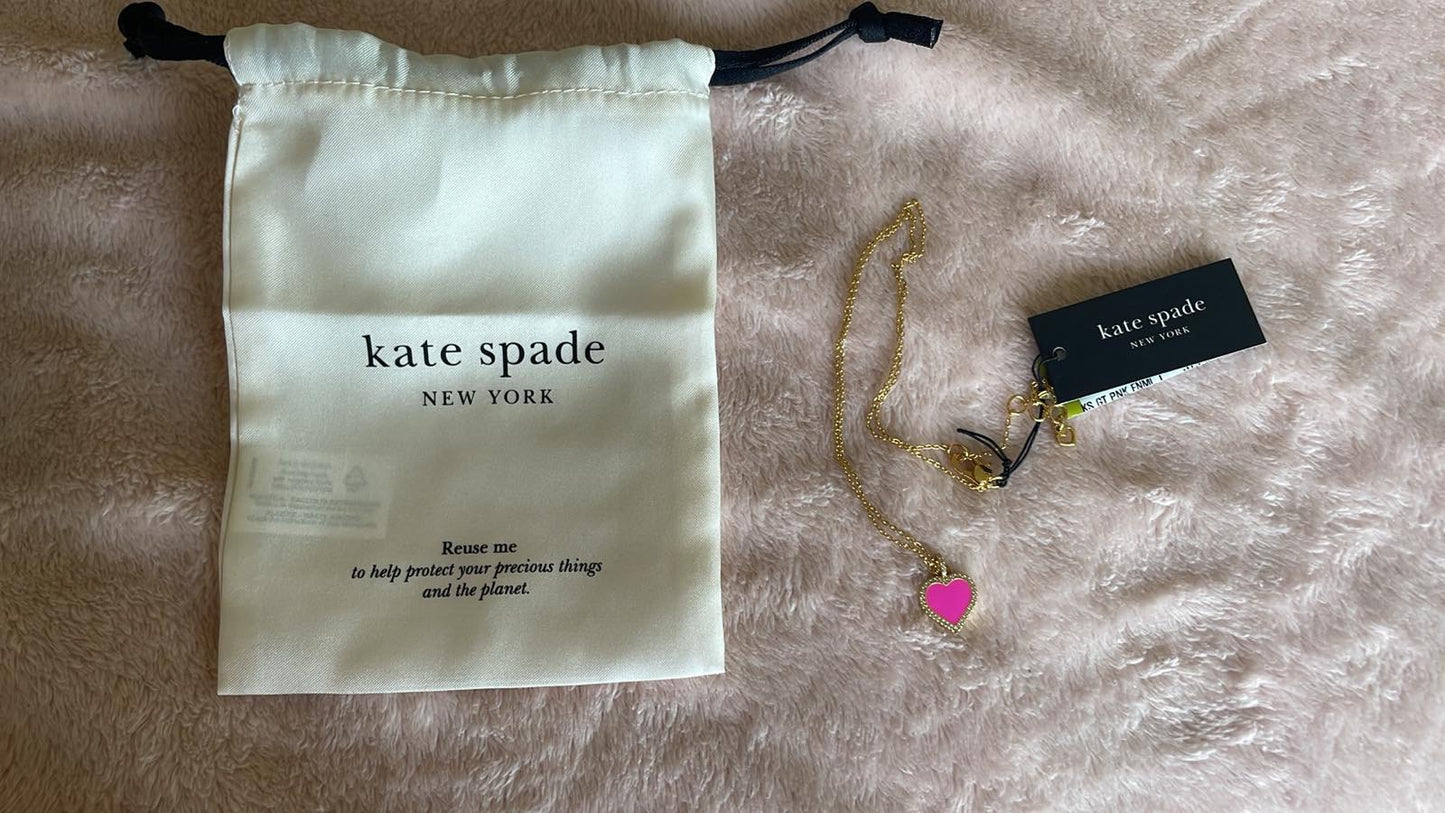 kate spade
NEW YORK
Reuse me
to help protect your precious things
and the planet.
kate spade
NEW YORK
KS GT PNK ENML